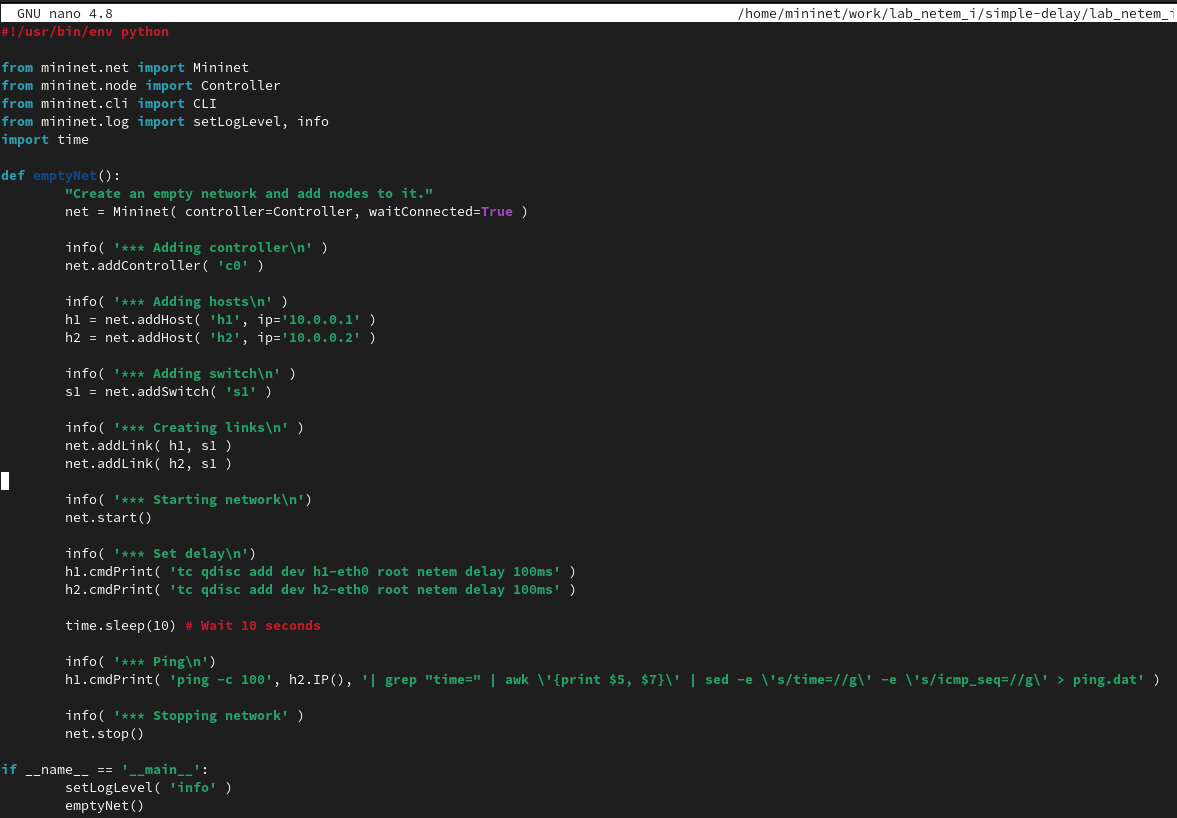 GNU nano 4.8 /home/mininet/work/lab_netem_i/simple-delay/lab_netem_i
#!/usr/bin/env python
from mininet.net import Mininet
from mininet.node import Controller
from mininet.cli import CLI
from mininet.log import setLogLevel, info
import time
def emptyNet():
"Create an empty network and add nodes to it."
net = Mininet( controller=Controller, waitConnected=True )
info( '*** Adding controller\n' )
net.addController( 'c0' )
info( '*** Adding hosts\n' )
h1 = net.addHost( 'h1', ip='10.0.0.1' )
h2 = net.addHost( 'h2', ip='10.0.0.2' )
info( '*** Adding switch\n' )
s1 = net.addSwitch( 's1' )
info( '*** Creating links\n' )
net.addLink( h1, s1 )
net.addLink( h2, s1 )
info( '*** Starting network\n')
net.start()
info( '*** Set delay\n')
h1.cmdPrint( 'tc qdisc add dev h1-eth0 root netem delay 100ms' )
h2.cmdPrint( 'tc qdisc add dev h2-eth0 root netem delay 100ms' )
time.sleep(10) # Wait 10 seconds
info( '*** Ping\n')
h1.cmdPrint( 'ping -c 100', h2.IP(), '| grep "time=" | awk \'{print $5, $7}\' | sed -e \'s/time=//g\' -e \'s/icmp_seq=//g\' > ping.dat' )
info( '*** Stopping network' )
net.stop()
if __name__ == '__main__':
setLogLevel( 'info' )
emptyNet()